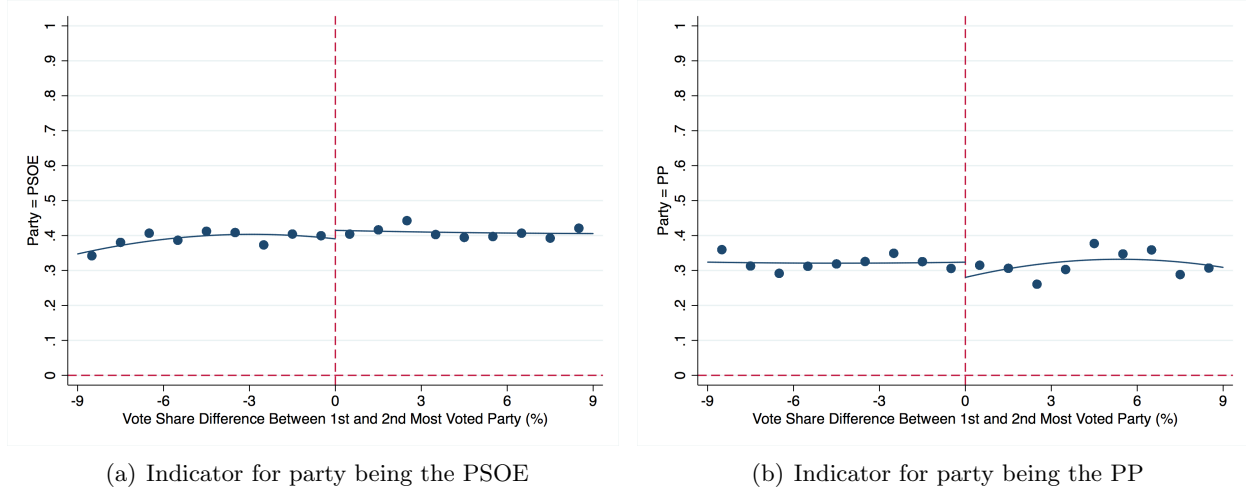 1
.9
.8
.7
.6
.5
.4
.3
.2
.1
0
Party = PSOE
-9 -6 -3 0 3 6 9
Vote Share Difference Between 1st and 2nd Most Voted Party (%)
(a) Indicator for party being the PSOE
1
.9
.8
.7
.6
.5
.4
.3
.2
.1
0
Party = PP
-9 -6 -3 0 3 6 9
Vote Share Difference Between 1st and 2nd Most Voted Party (%)
(b) Indicator for party being the PP